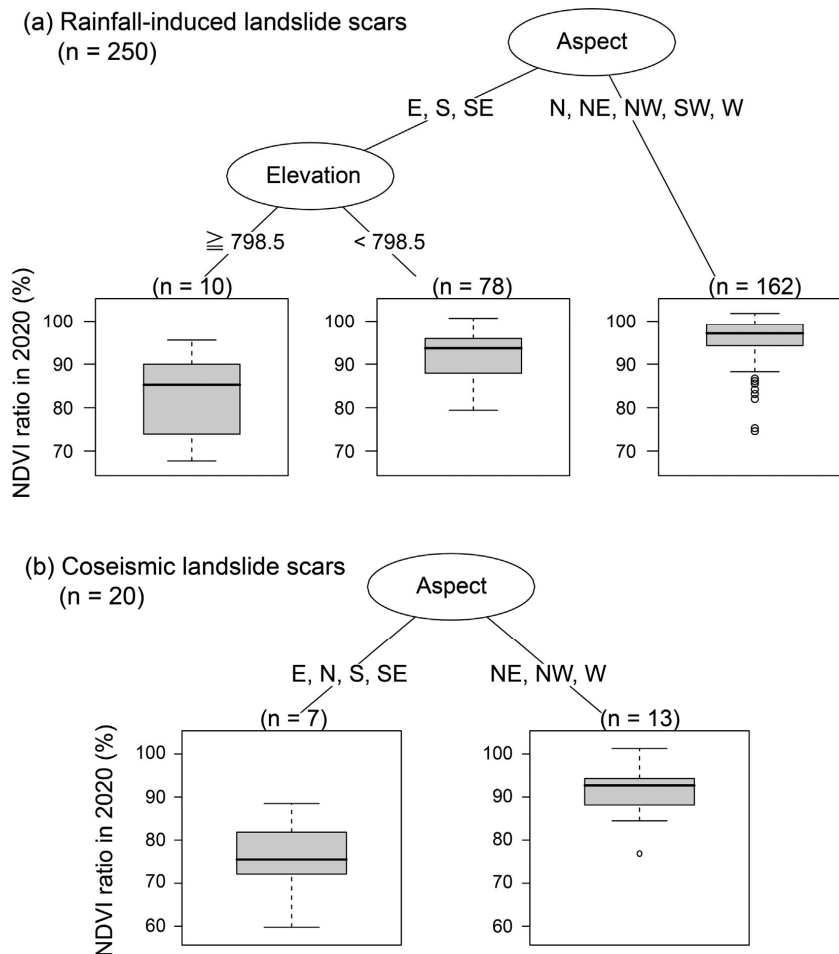 (a) Rainfall-induced landslide scars
(n = 250)
Aspect
E, S, SE
N, NE, NW, SW, W
Elevation
≧ 798.5
< 798.5
(n = 10)
(n = 78)
(n = 162)
NDVI ratio in 2020 (%)
100
90
80
70
100
90
80
70
100
90
80
70
(b) Coseismic landslide scars
(n = 20)
Aspect
E, N, S, SE
NE, NW, W
(n = 7)
(n = 13)
NDVI ratio in 2020 (%)
100
90
80
70
60
100
90
80
70
60